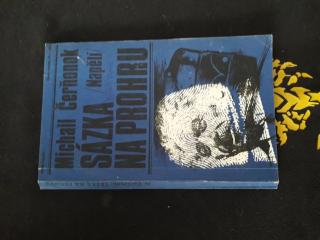 Michail Čerňonok
SÁZKA
NA PROHRU
Napětí